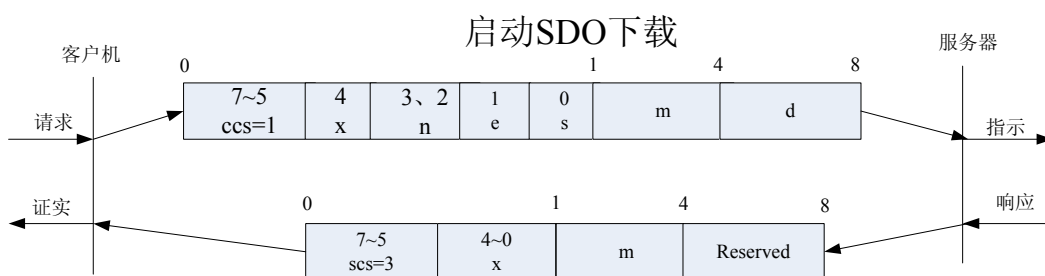 启动SDO下载
客户机
服务器
0 1 4 8
7~5 4 3、2 1 0
ccs=1 x n e s m d
请求
指示
证实
响应
0 1 4 8
7~5 4~0
scs=3 x m Reserved